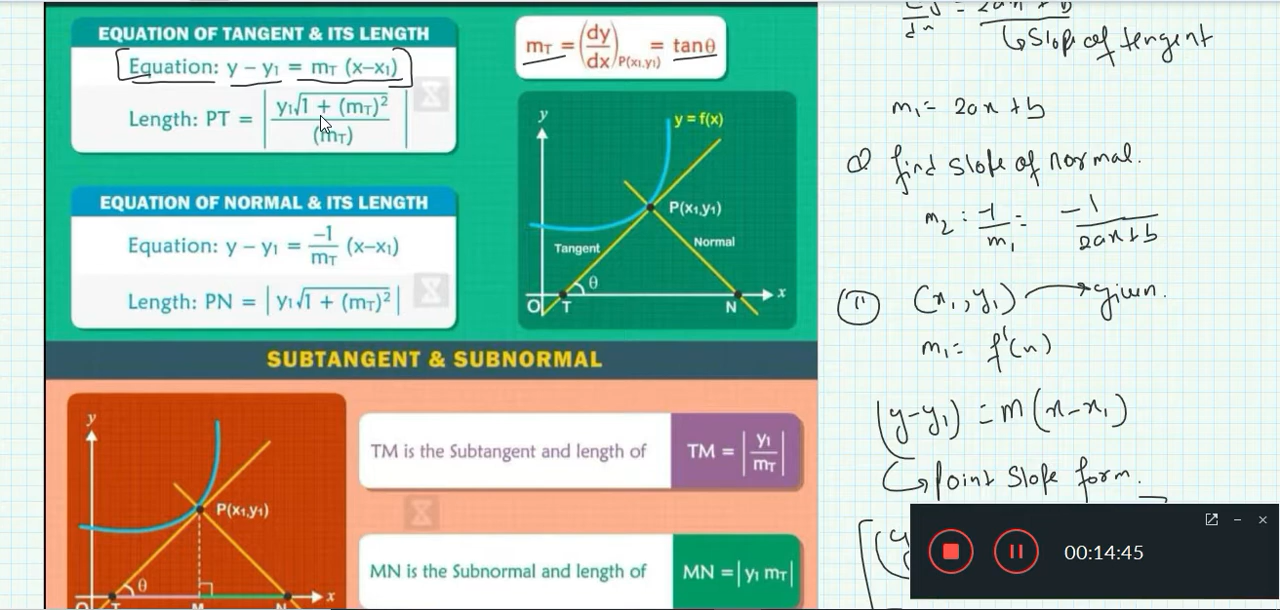 EQUATION OF TANGENT & ITS LENGTH
Equation: y − y₁ = mT (x−x₁)
Length: PT = | y₁√1 + (mT)² / (mT) |
mT = (dy/dx)P(x₁,y₁) = tanθ
EQUATION OF NORMAL & ITS LENGTH
Equation: y − y₁ = −1/mT (x−x₁)
Length: PN = | y₁√1 + (mT)² |
y
y = f(x)
P(x₁,y₁)
Tangent
Normal
θ
O
T
N
x
SUBTANGENT & SUBNORMAL
y
P(x₁,y₁)
θ
T
M
N
x
TM is the Subtangent and length of
TM = | y₁/mT |
MN is the Subnormal and length of
MN = | y₁ mT |
= 2ax + b
Slope of tengent
m₁ = 2ax + b
find slope of normal.
m₂ = −1/m₁ = −1/2ax+b
(x₁, y₁) → given.
m₁ = f'(x)
(y−y₁) = m(x−x₁)
Point Slope form.
00:14:45